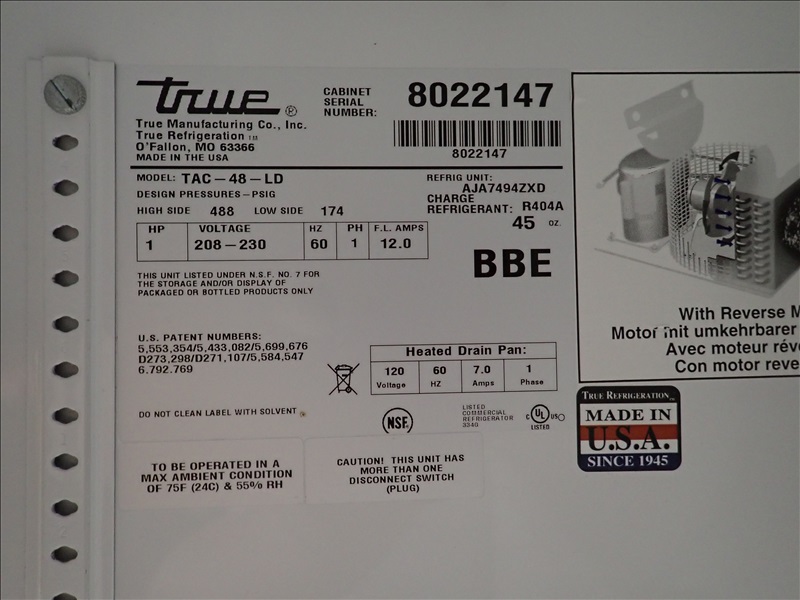 True®
True Manufacturing Co., Inc.
True Refrigeration
O'Fallon, MO 63366
MADE IN THE USA
CABINET
SERIAL
NUMBER:
8022147
8022147
MODEL: TAC-48-LD
DESIGN PRESSURES-PSIG
HIGH SIDE 488 LOW SIDE 174
REFRIG UNIT:
AJA7494ZXD
CHARGE
REFRIGERANT: R404A
45 OZ.
HP VOLTAGE HZ PH F.L. AMPS
1 208-230 60 1 12.0
BBE
THIS UNIT LISTED UNDER N.S.F. NO. 7 FOR
THE STORAGE AND/OR DISPLAY OF
PACKAGED OR BOTTLED PRODUCTS ONLY
U.S. PATENT NUMBERS:
5,553,354/5,433,082/5,699,676
D273,298/D271,107/5,584,547
6.792.769
Heated Drain Pan:
120 60 7.0 1
Voltage HZ Amps Phase
DO NOT CLEAN LABEL WITH SOLVENT
NSF
LISTED
COMMERCIAL
REFRIGERATOR
334G
C UL US
LISTED
TO BE OPERATED IN A
MAX AMBIENT CONDITION
OF 75F (24C) & 55% RH
CAUTION! THIS UNIT HAS
MORE THAN ONE
DISCONNECT SWITCH
(PLUG)
With Reverse M
Motor mit umkehrbarer
Avec moteur réve
Con motor reve
TRUE REFRIGERATION
MADE IN
U.S.A.
SINCE 1945